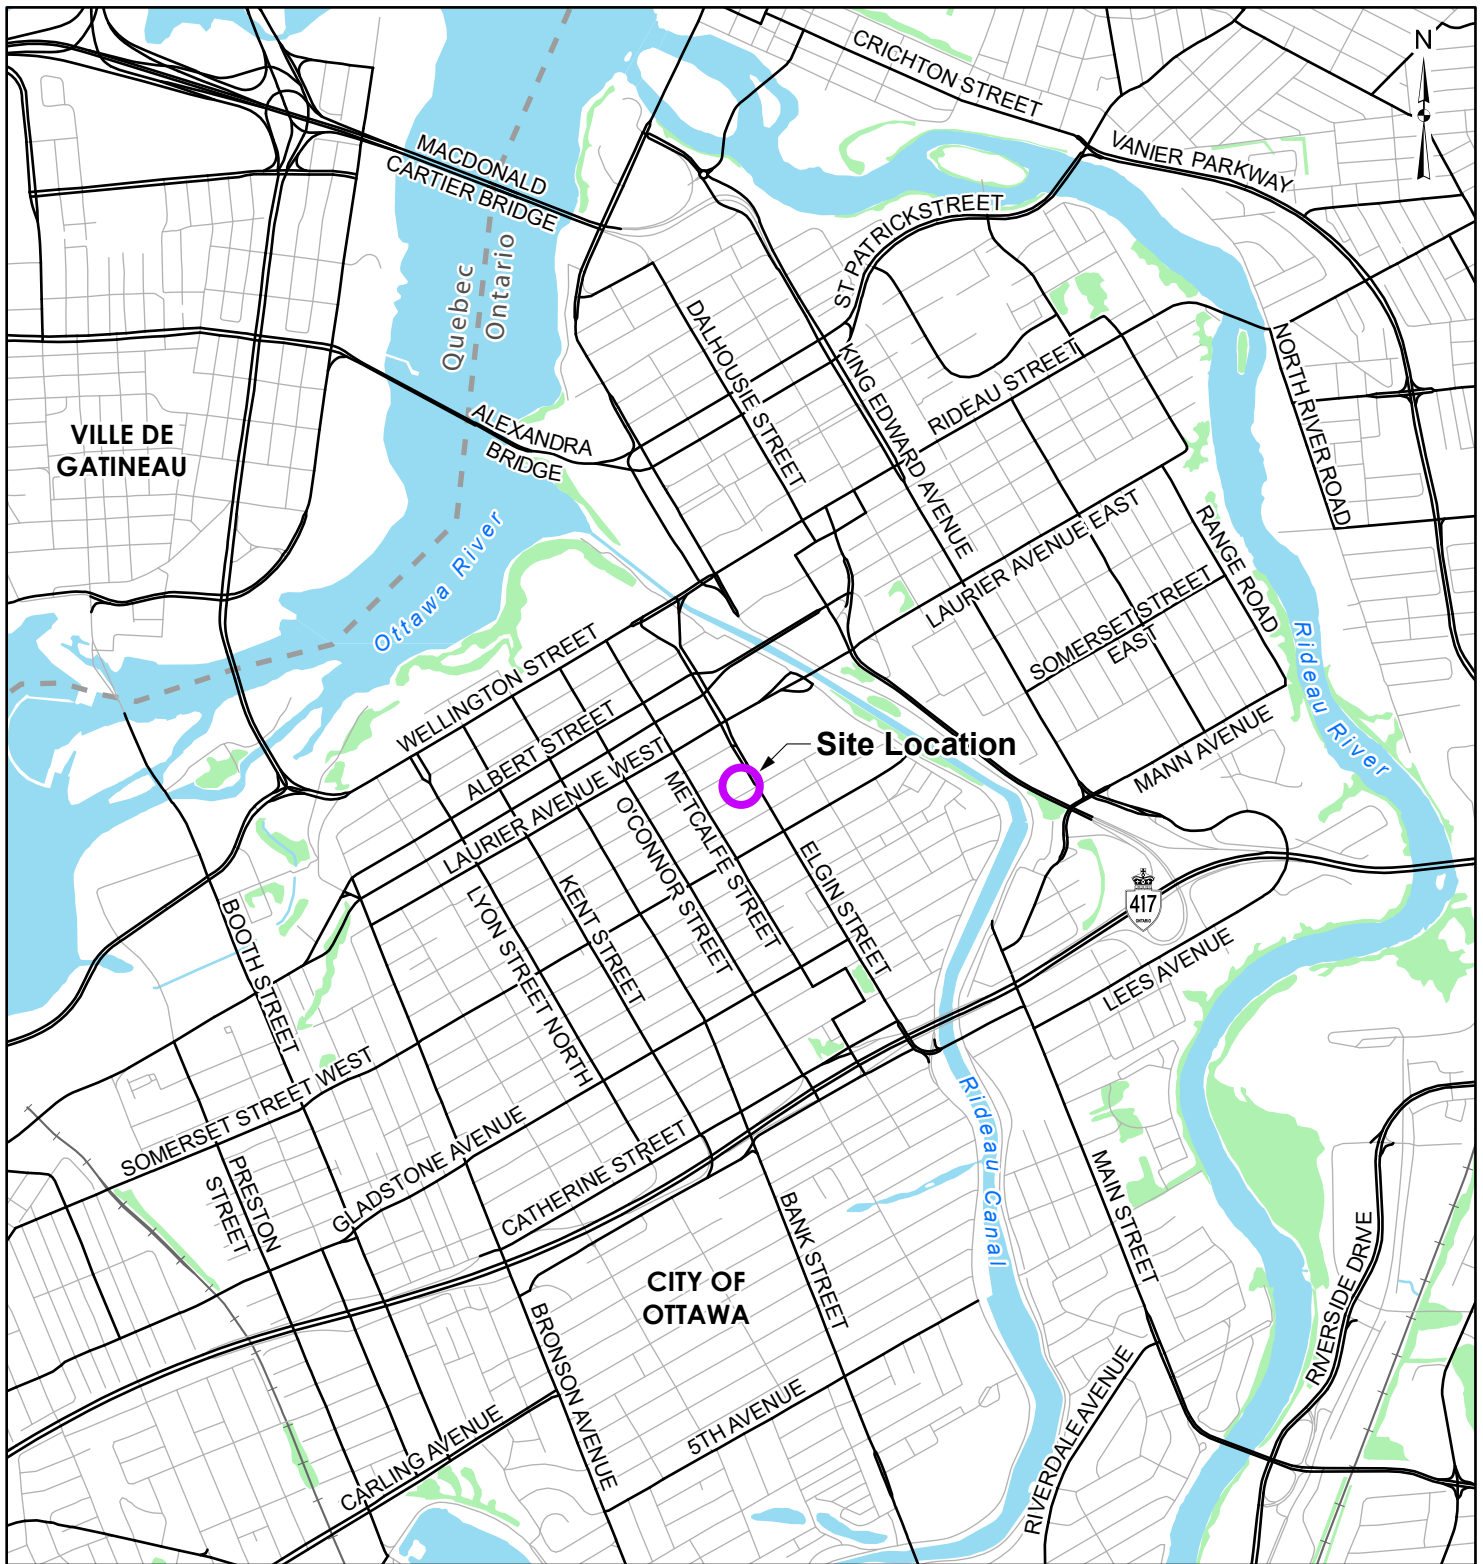 CRICHTON STREET
N
VANIER PARKWAY
MACDONALD
CARTIER BRIDGE
ST. PATRICK STREET
Quebec
Ontario
DALHOUSIE STREET
KING EDWARD AVENUE
RIDEAU STREET
NORTH RIVER ROAD
VILLE DE
GATINEAU
ALEXANDRA
BRIDGE
Ottawa River
LAURIER AVENUE EAST
RANGE ROAD
SOMERSET STREET
EAST
Rideau River
WELLINGTON STREET
ALBERT STREET
LAURIER AVENUE WEST
Site Location
MANN AVENUE
METCALFE STREET
O'CONNOR STREET
ELGIN STREET
KENT STREET
LYON STREET NORTH
BOOTH STREET
417
ONTARIO
LEES AVENUE
SOMERSET STREET WEST
GLADSTONE AVENUE
CATHERINE STREET
PRESTON
STREET
Rideau Canal
MAIN STREET
BANK STREET
CITY OF
OTTAWA
RIVERSIDE DRIVE
BRONSON AVENUE
5TH AVENUE
CARLING AVENUE
RIVERDALE AVENUE